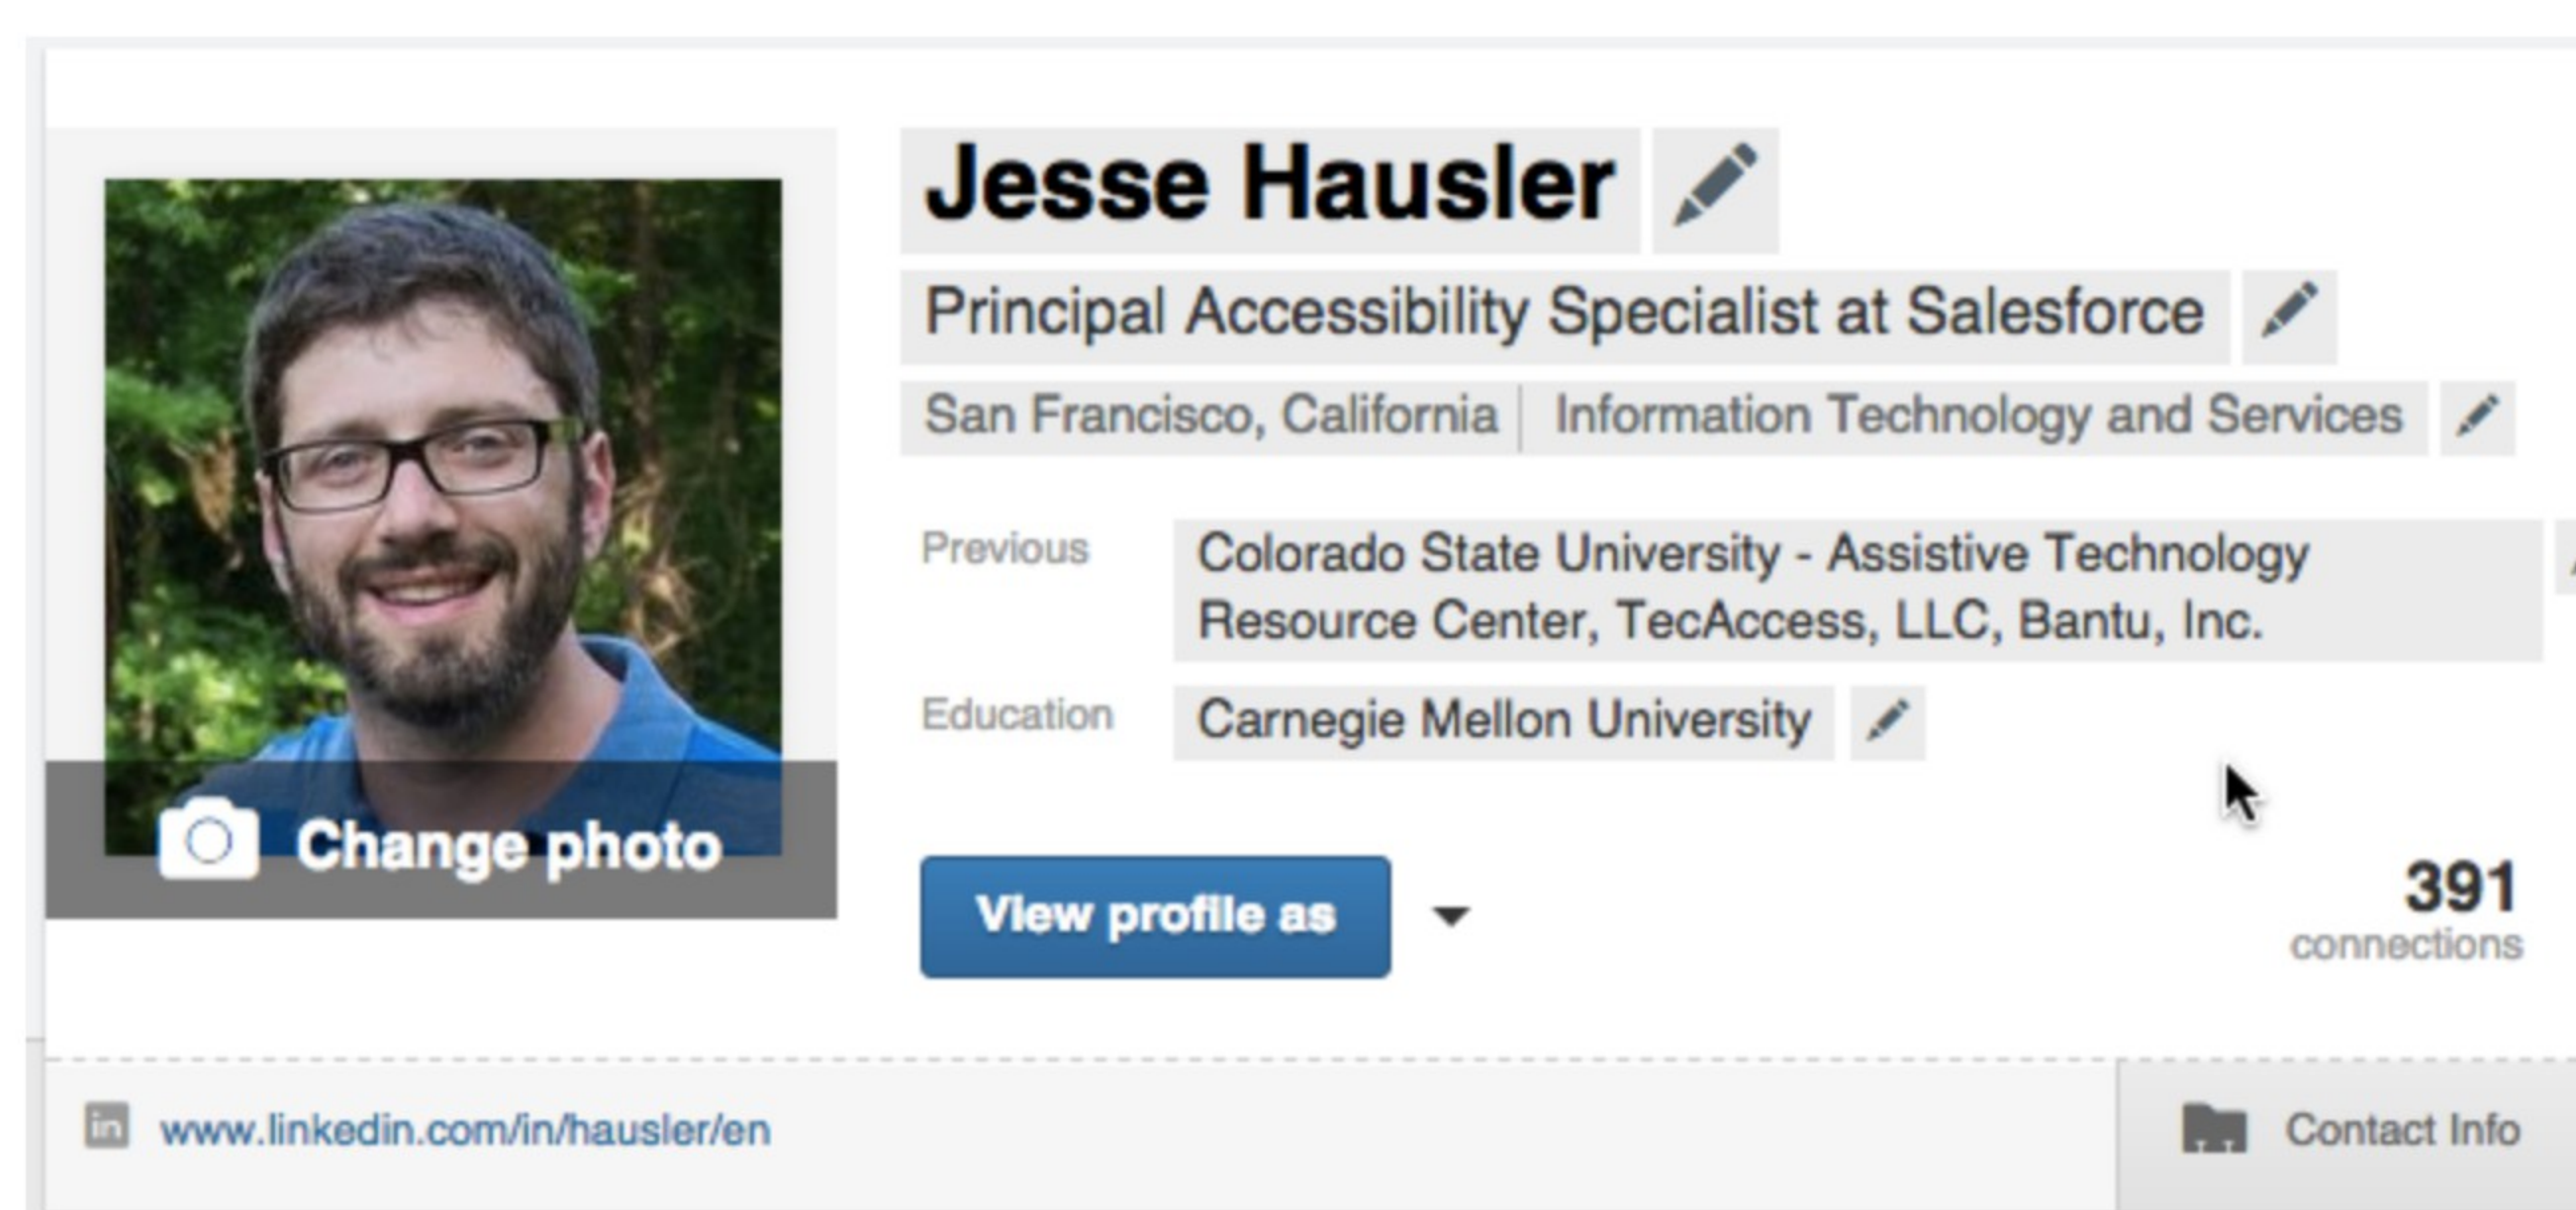 Jesse Hausler
Principal Accessibility Specialist at Salesforce
San Francisco, California | Information Technology and Services
Previous
Colorado State University - Assistive Technology
Resource Center, TecAccess, LLC, Bantu, Inc.
Education
Carnegie Mellon University
Change photo
View profile as
391
connections
in
www.linkedin.com/in/hausler/en
Contact Info